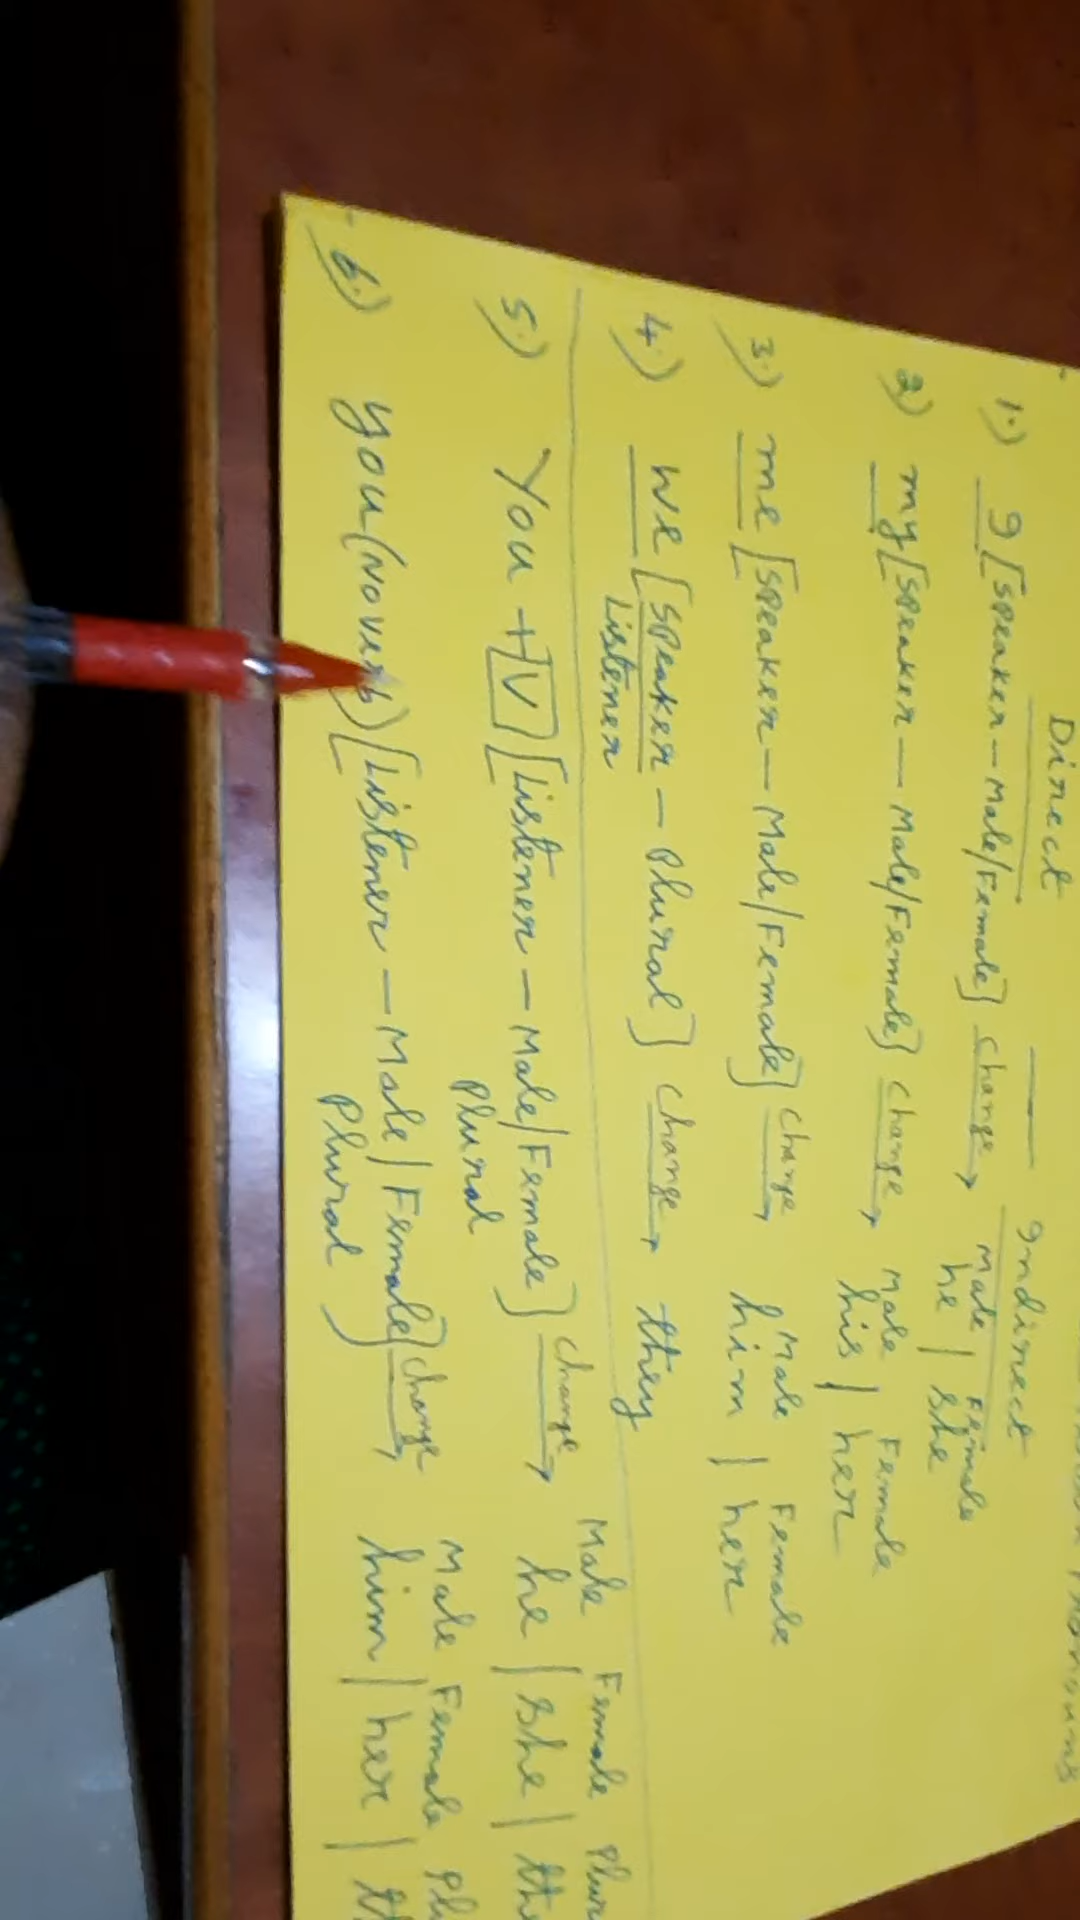 Pronouns
Direct — Indirect
Male Female
1.) I [Speaker – Male/Female] Change → he | she
Male Female
2) my [Speaker — Male/Female] Change → his | her
Male Female
3.) me [Speaker — Male/Female] Change → him | her
4.) We [Speaker – Plural] Change → they
Listener
Male Female
5.) You + V [Listener – Male/Female] Change → he | she |
Plural
Male Female
6.) you (No verb) [Listener – Male/Female] Change → him | her |
Plural]